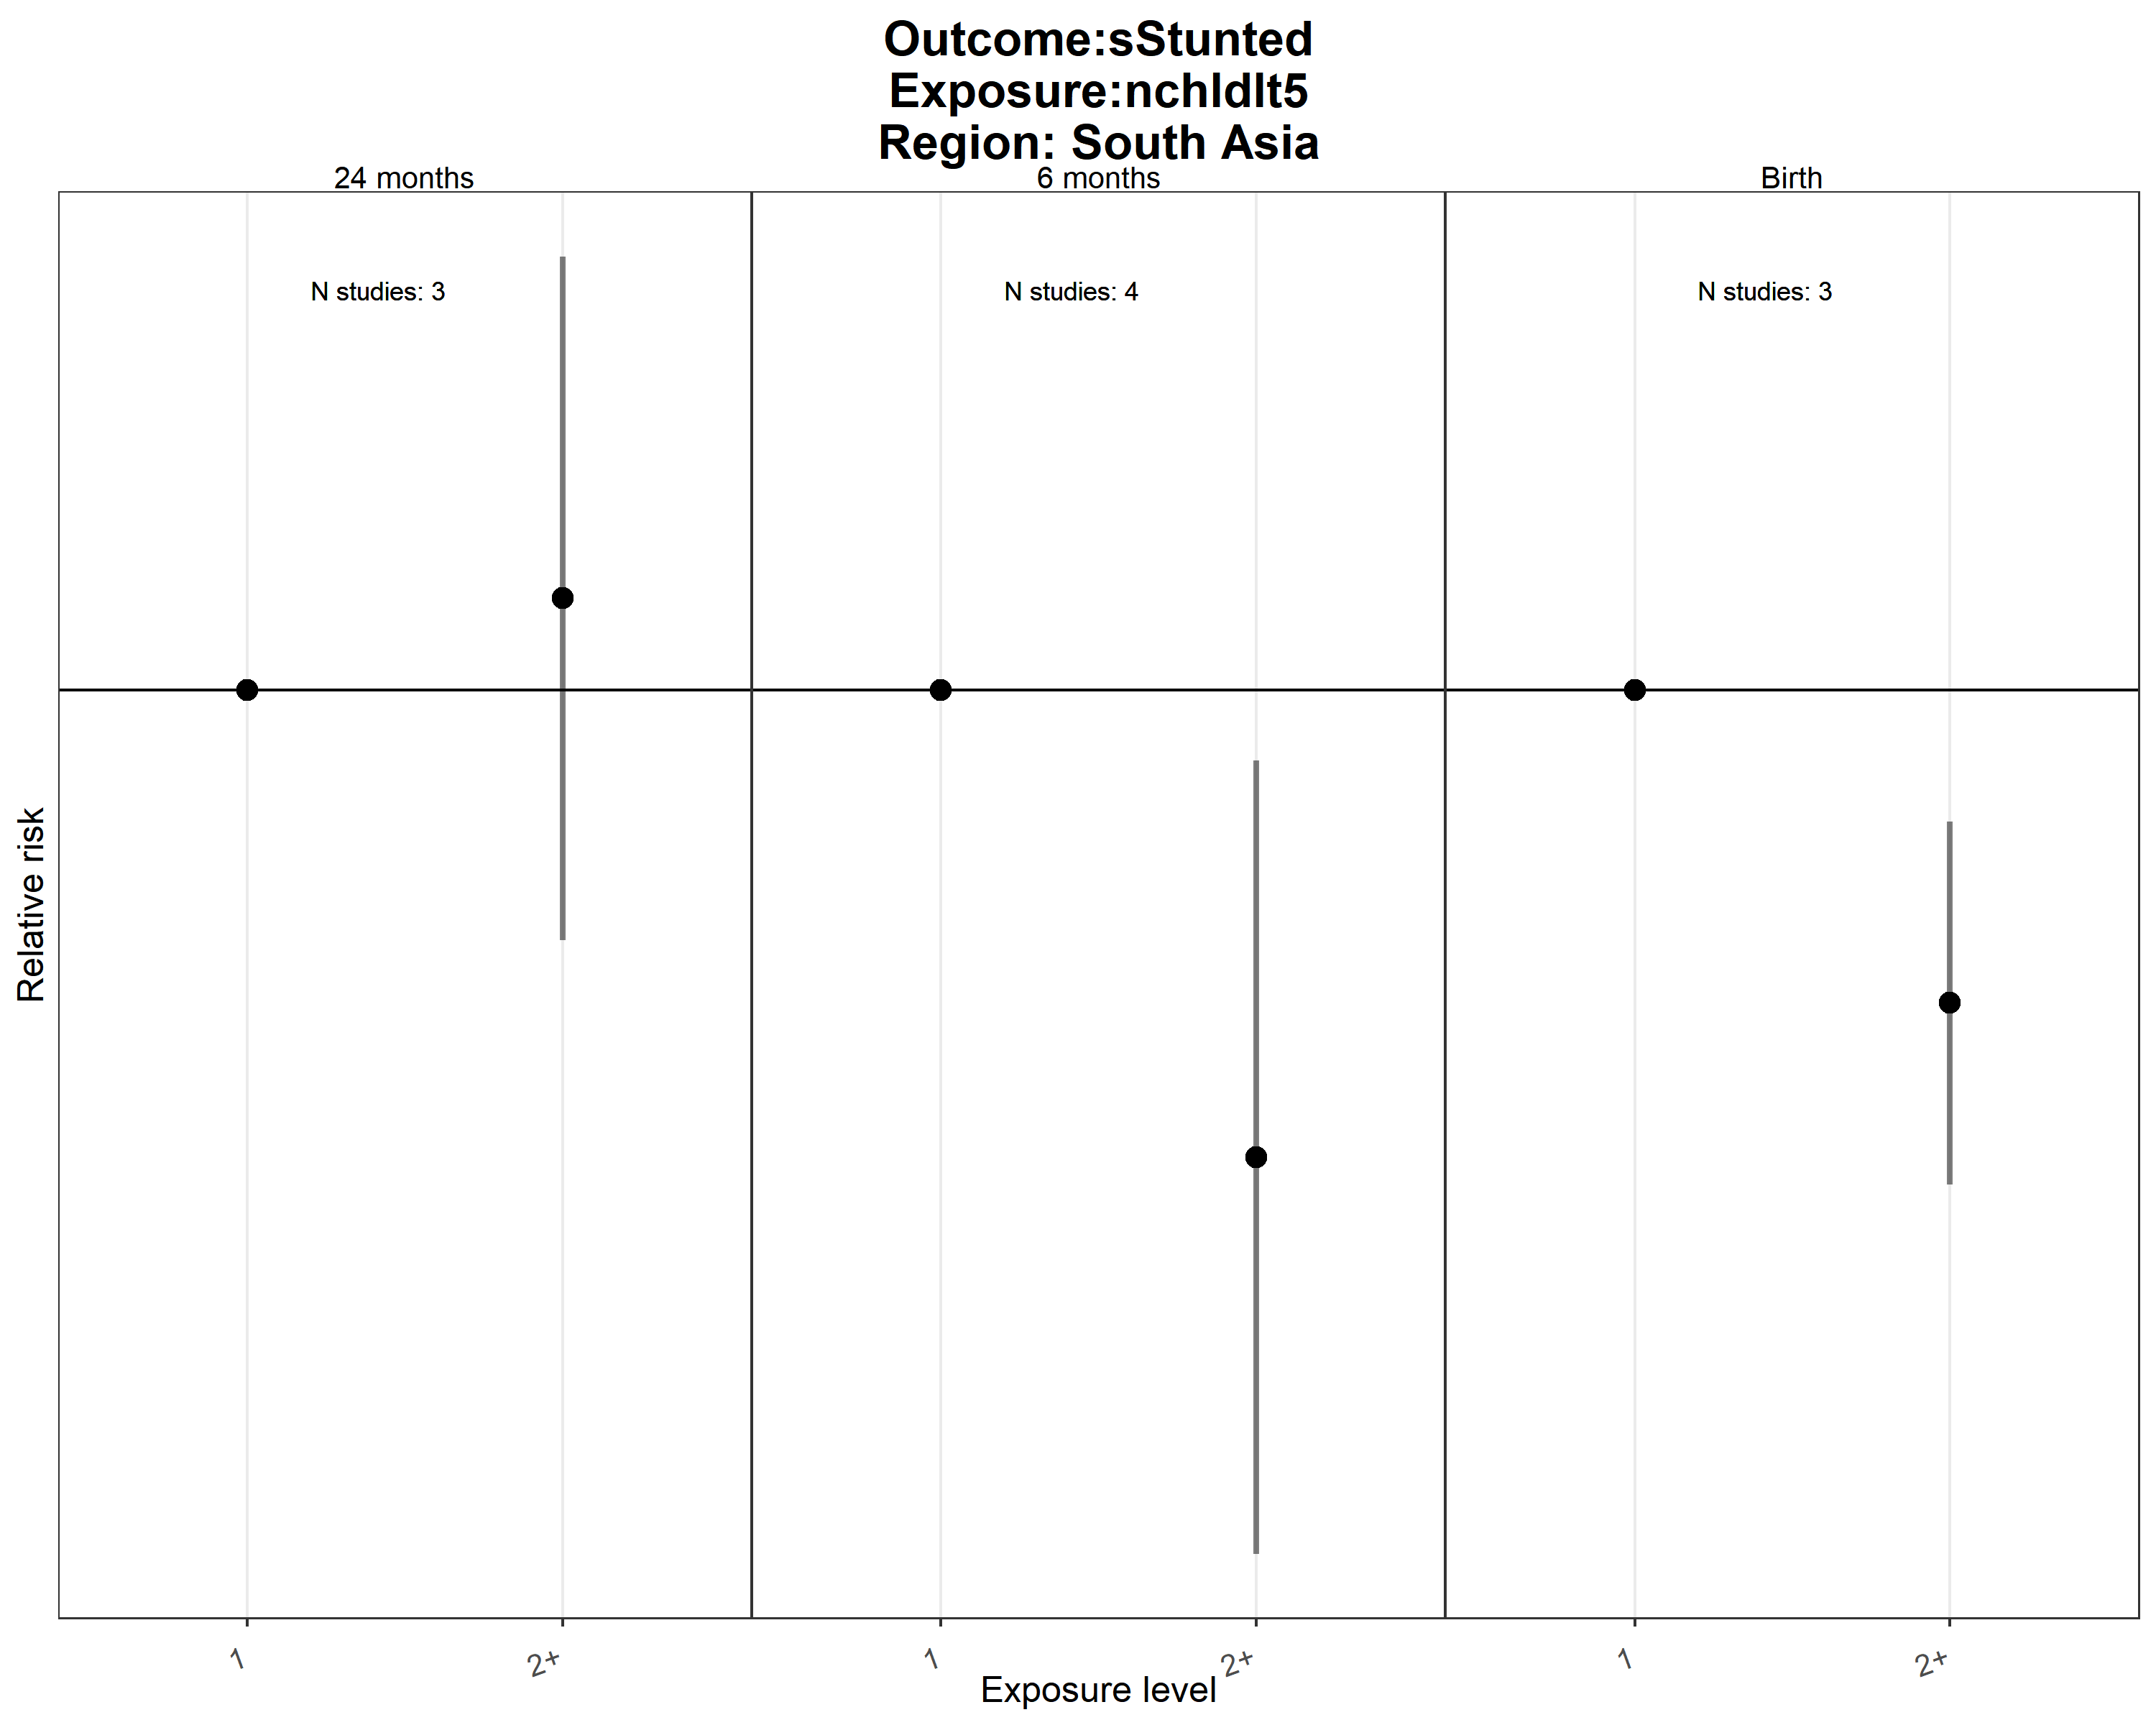 Outcome:sStunted
Exposure:nchldlt5
Region: South Asia
24 months
6 months
Birth
N studies: 3
N studies: 4
N studies: 3
Relative risk
1
2+
1
2+
1
2+
Exposure level